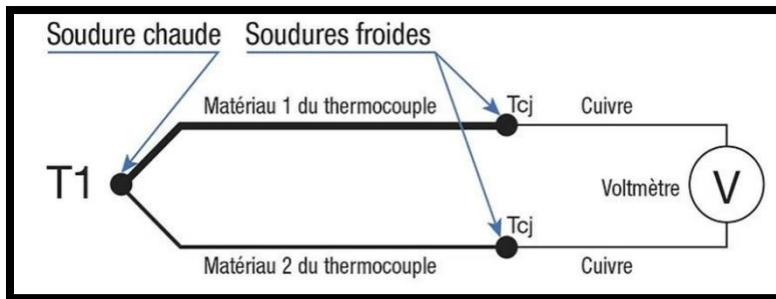 Soudure chaude
Soudures froides
Matériau 1 du thermocouple
Tcj
Cuivre
T1
Voltmètre
V
Tcj
Matériau 2 du thermocouple
Cuivre